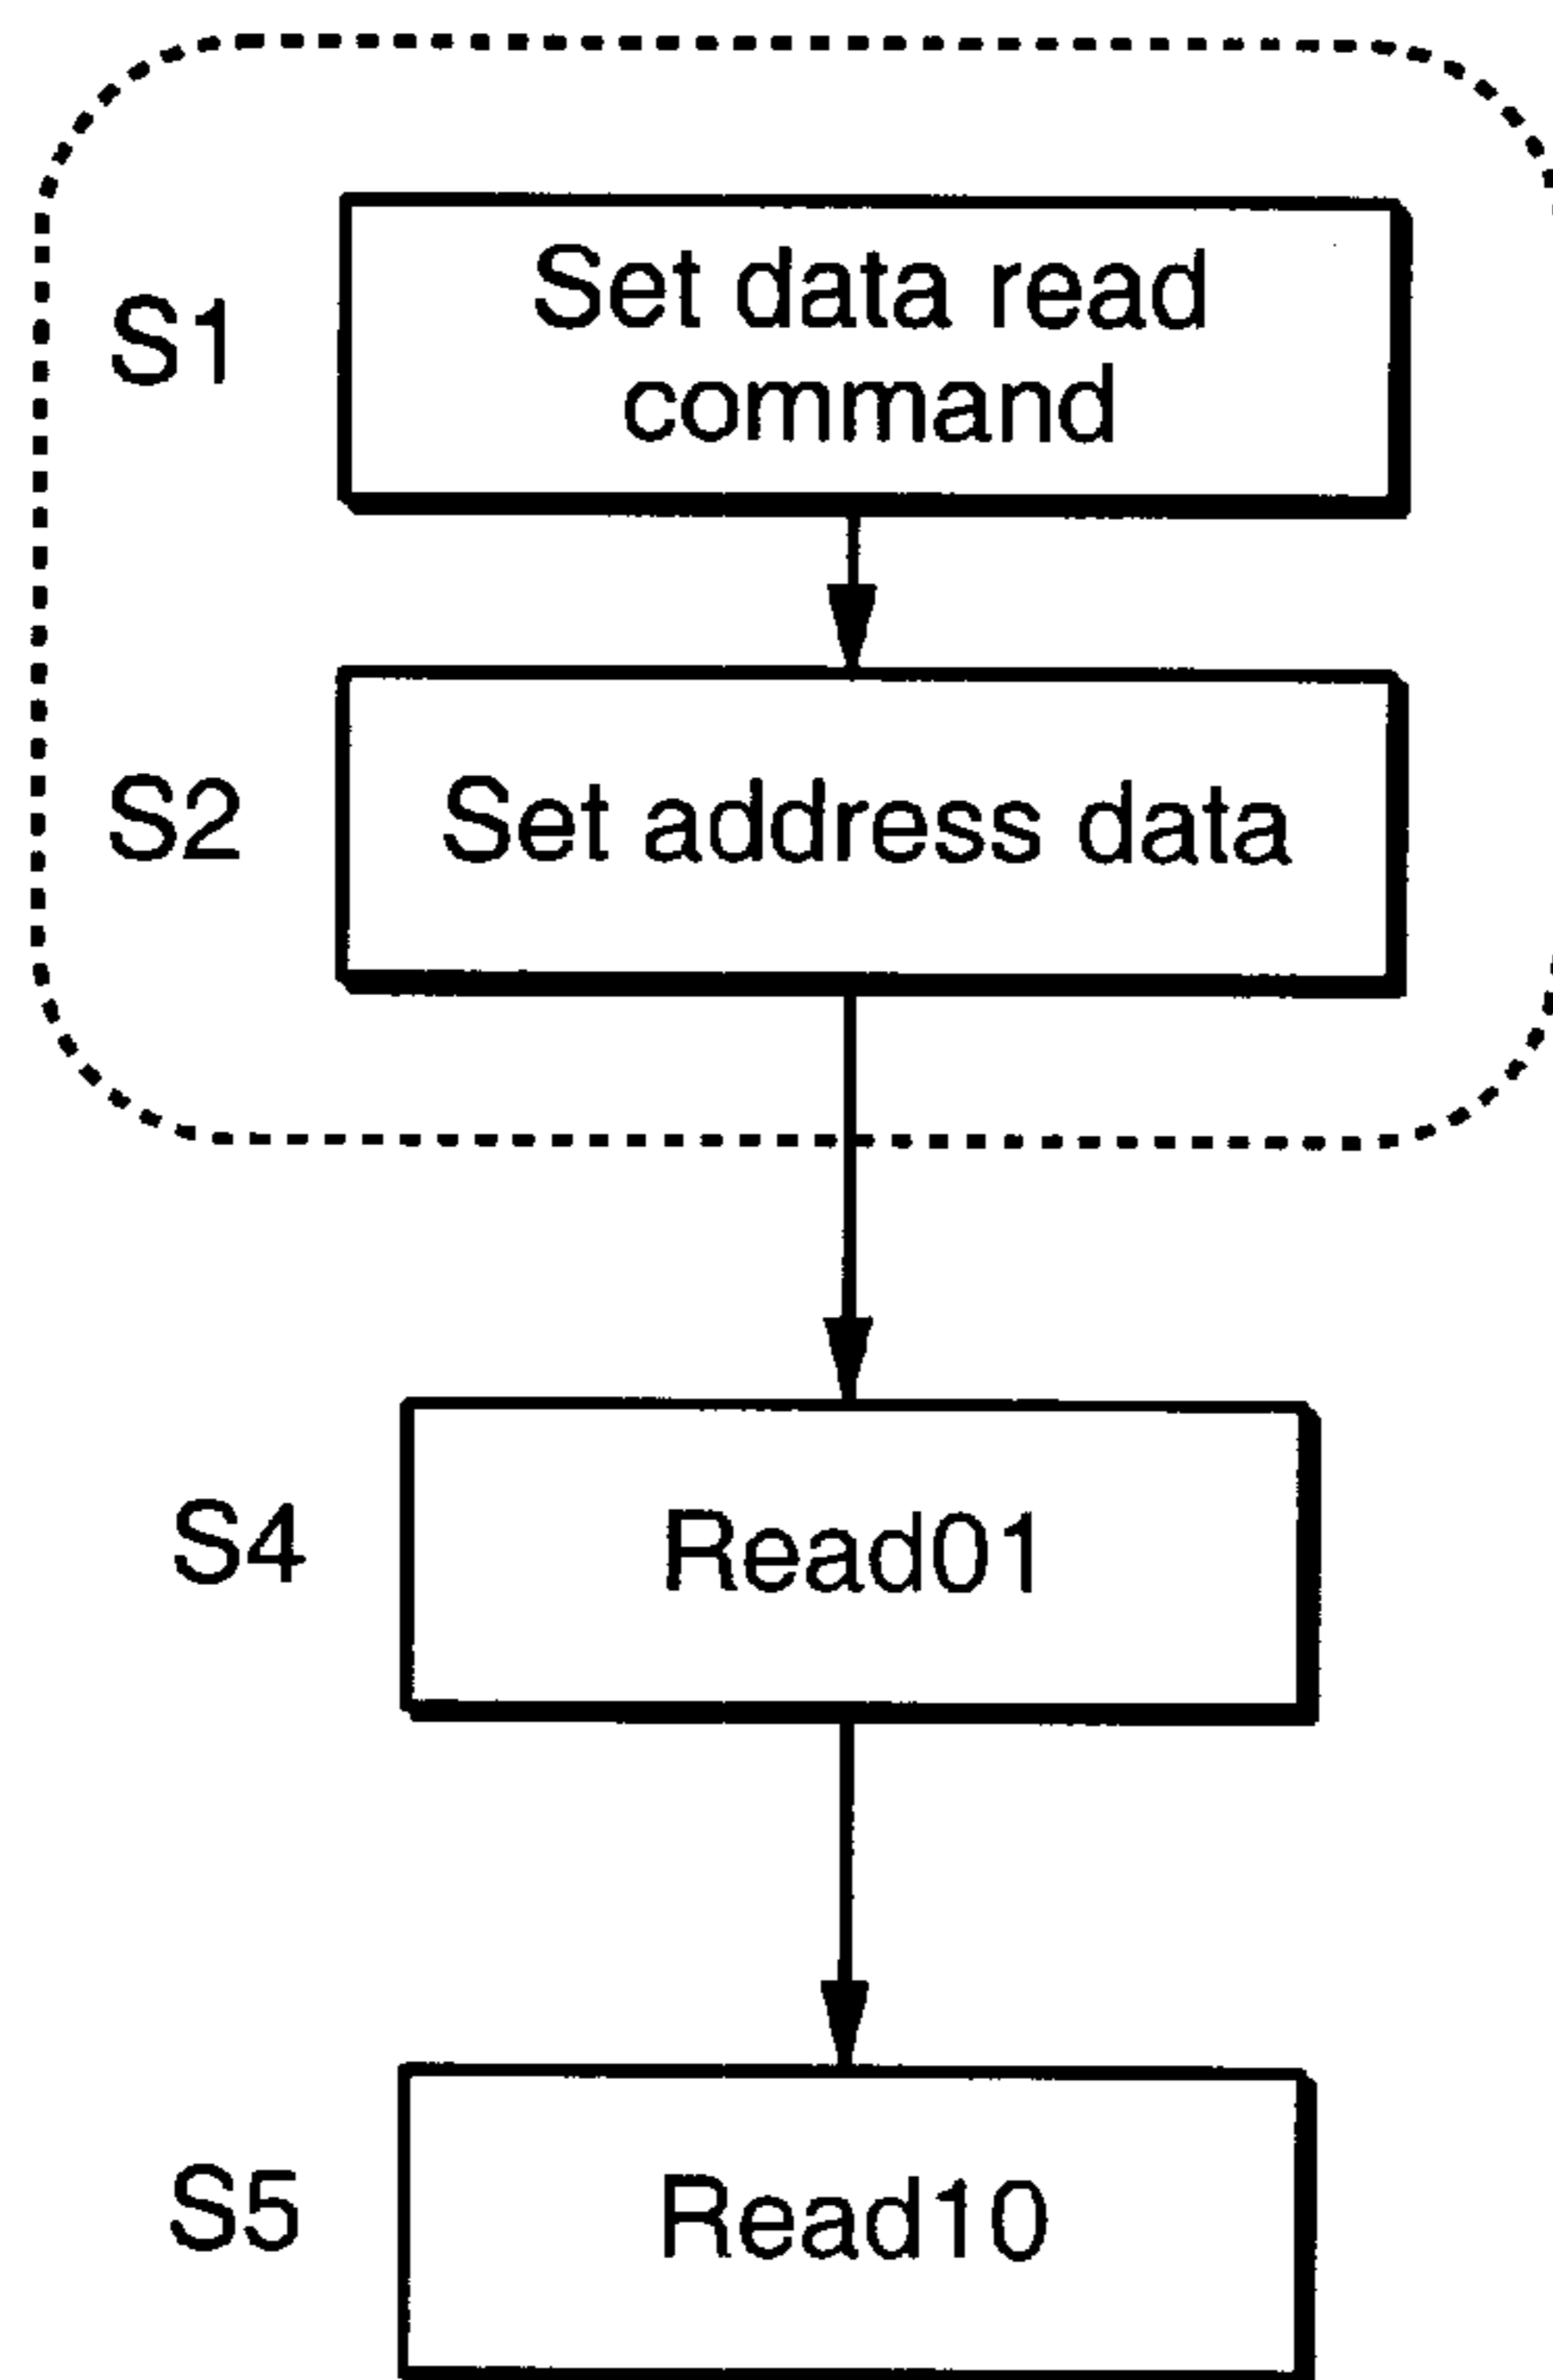 S1
Set data read
command
S2
Set address data
S4
Read01
S5
Read10